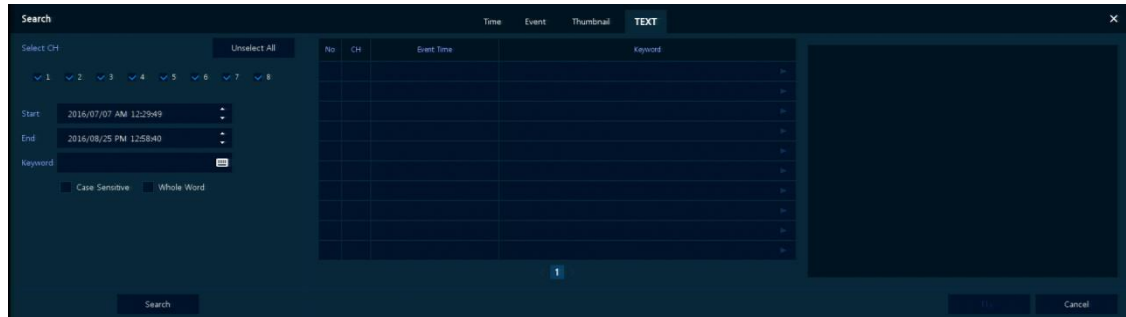 Search
Time Event Thumbnail TEXT
Select CH Unselect All
1 2 3 4 5 6 7 8
Start 2016/07/07 AM 12:29:49
End 2016/08/25 PM 12:58:40
Keyword
Case Sensitive Whole Word
No CH Event Time Keyword
1
Search
Cancel